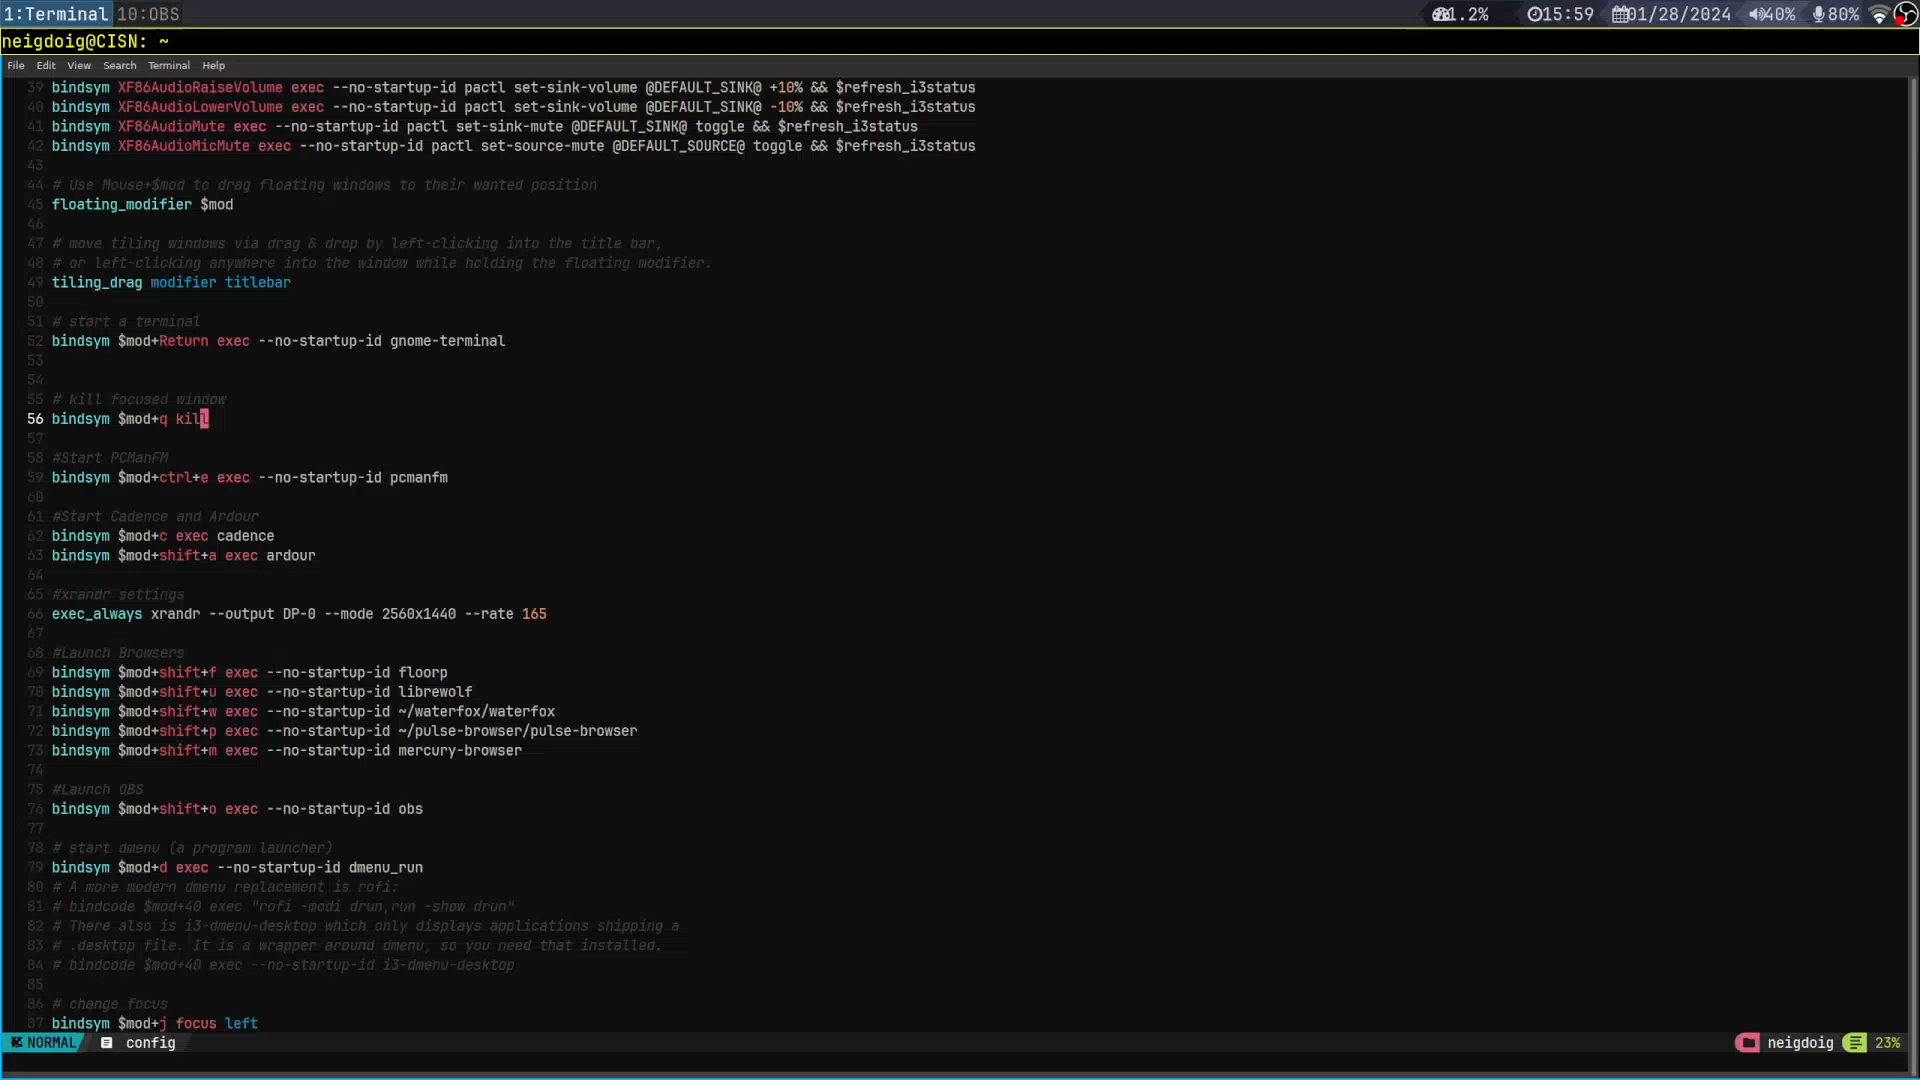 1:Terminal 10:OBS 1.2% 15:59 01/28/2024 40% 80%
neigdoig@CISN: ~
File Edit View Search Terminal Help
39 bindsym XF86AudioRaiseVolume exec --no-startup-id pactl set-sink-volume @DEFAULT_SINK@ +10% && $refresh_i3status
40 bindsym XF86AudioLowerVolume exec --no-startup-id pactl set-sink-volume @DEFAULT_SINK@ -10% && $refresh_i3status
41 bindsym XF86AudioMute exec --no-startup-id pactl set-sink-mute @DEFAULT_SINK@ toggle && $refresh_i3status
42 bindsym XF86AudioMicMute exec --no-startup-id pactl set-source-mute @DEFAULT_SOURCE@ toggle && $refresh_i3status
43
44 # Use Mouse+$mod to drag floating windows to their wanted position
45 floating_modifier $mod
46
47 # move tiling windows via drag & drop by left-clicking into the title bar,
48 # or left-clicking anywhere into the window while holding the floating modifier.
49 tiling_drag modifier titlebar
50
51 # start a terminal
52 bindsym $mod+Return exec --no-startup-id gnome-terminal
53
54
55 # kill focused window
56 bindsym $mod+q kill
57
58 #Start PCManFM
59 bindsym $mod+ctrl+e exec --no-startup-id pcmanfm
60
61 #Start Cadence and Ardour
62 bindsym $mod+c exec cadence
63 bindsym $mod+shift+a exec ardour
64
65 #xrandr settings
66 exec_always xrandr --output DP-0 --mode 2560x1440 --rate 165
67
68 #Launch Browsers
69 bindsym $mod+shift+f exec --no-startup-id floorp
70 bindsym $mod+shift+u exec --no-startup-id librewolf
71 bindsym $mod+shift+w exec --no-startup-id ~/waterfox/waterfox
72 bindsym $mod+shift+p exec --no-startup-id ~/pulse-browser/pulse-browser
73 bindsym $mod+shift+m exec --no-startup-id mercury-browser
74
75 #Launch OBS
76 bindsym $mod+shift+o exec --no-startup-id obs
77
78 # start dmenu (a program launcher)
79 bindsym $mod+d exec --no-startup-id dmenu_run
80 # A more modern dmenu replacement is rofi:
81 # bindcode $mod+40 exec "rofi -modi drun,run -show drun"
82 # There also is i3-dmenu-desktop which only displays applications shipping a
83 # .desktop file. It is a wrapper around dmenu, so you need that installed.
84 # bindcode $mod+40 exec --no-startup-id i3-dmenu-desktop
85
86 # change focus
87 bindsym $mod+j focus left
NORMAL config neigdoig 23%